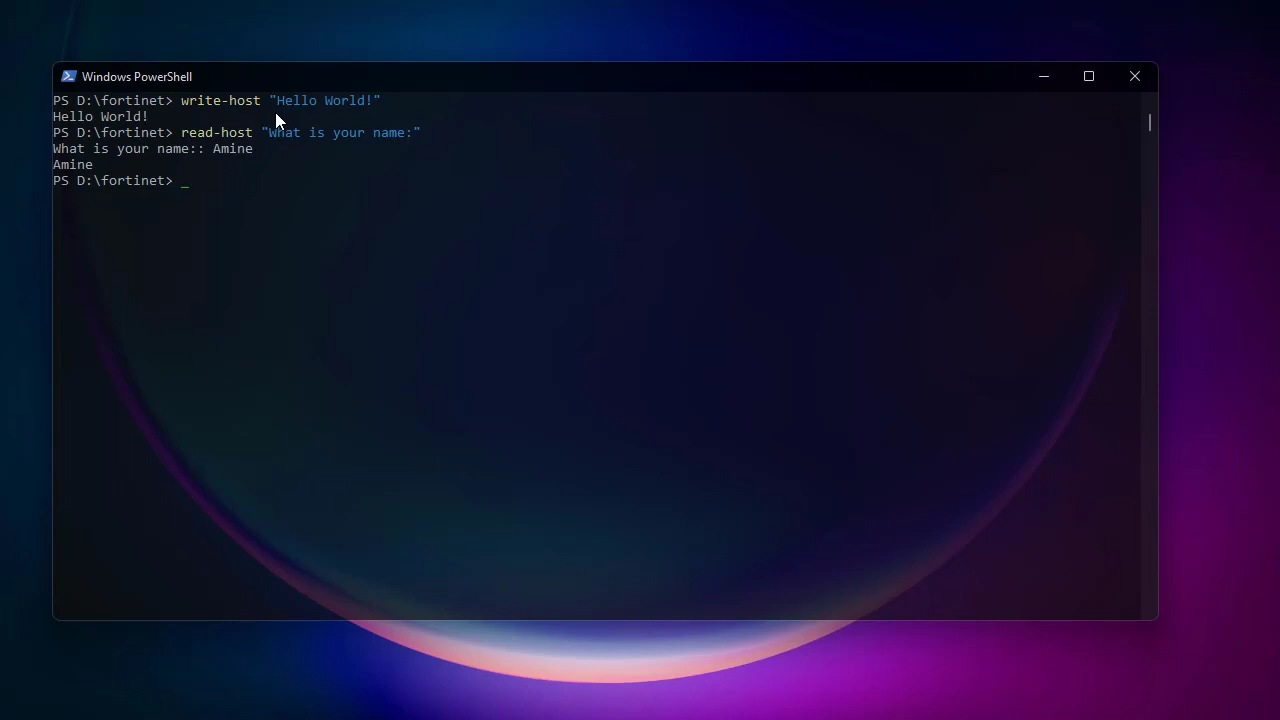 Windows PowerShell
PS D:\fortinet> write-host "Hello World!"
Hello World!
PS D:\fortinet> read-host "What is your name:"
What is your name:: Amine
Amine
PS D:\fortinet> _